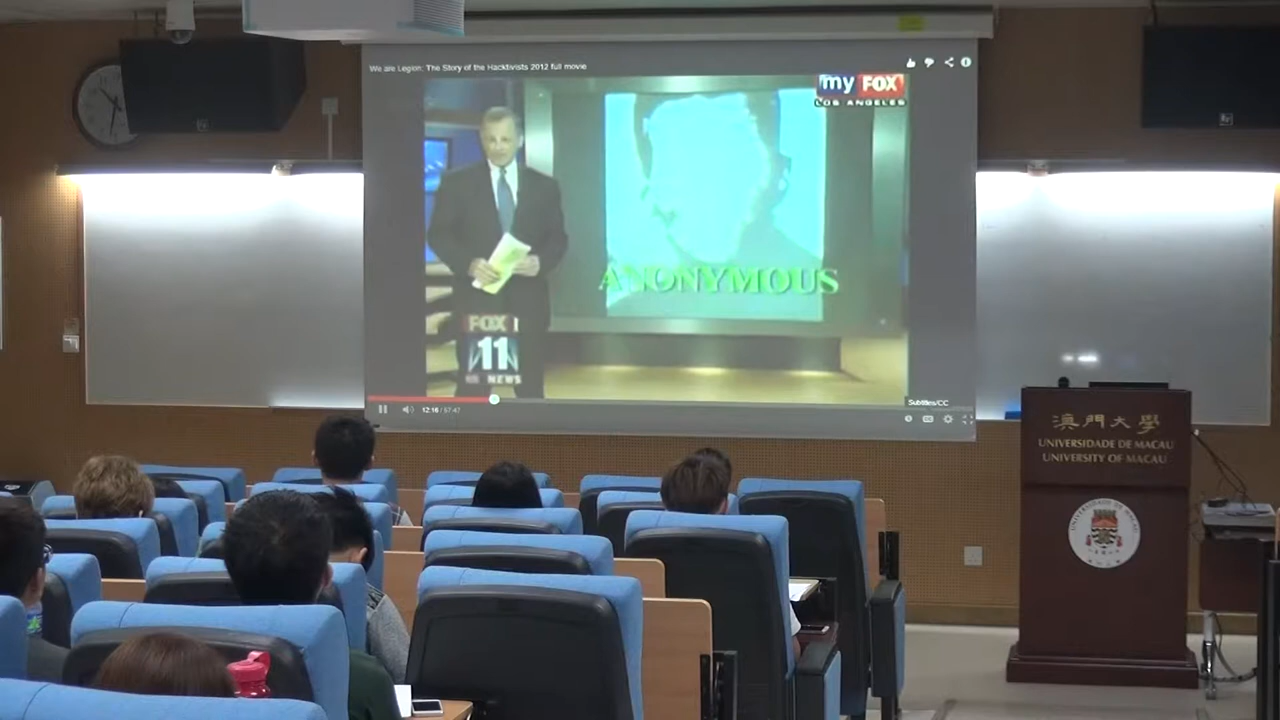 We are Legion: The Story of the Hacktivists 2012 full movie
my FOX
LOS ANGELES
ANONYMOUS
FOX
11
NEWS
12:16 / 57:47
Subtitles/CC
澳門大學
UNIVERSIDADE DE MACAU
UNIVERSITY OF MACAU